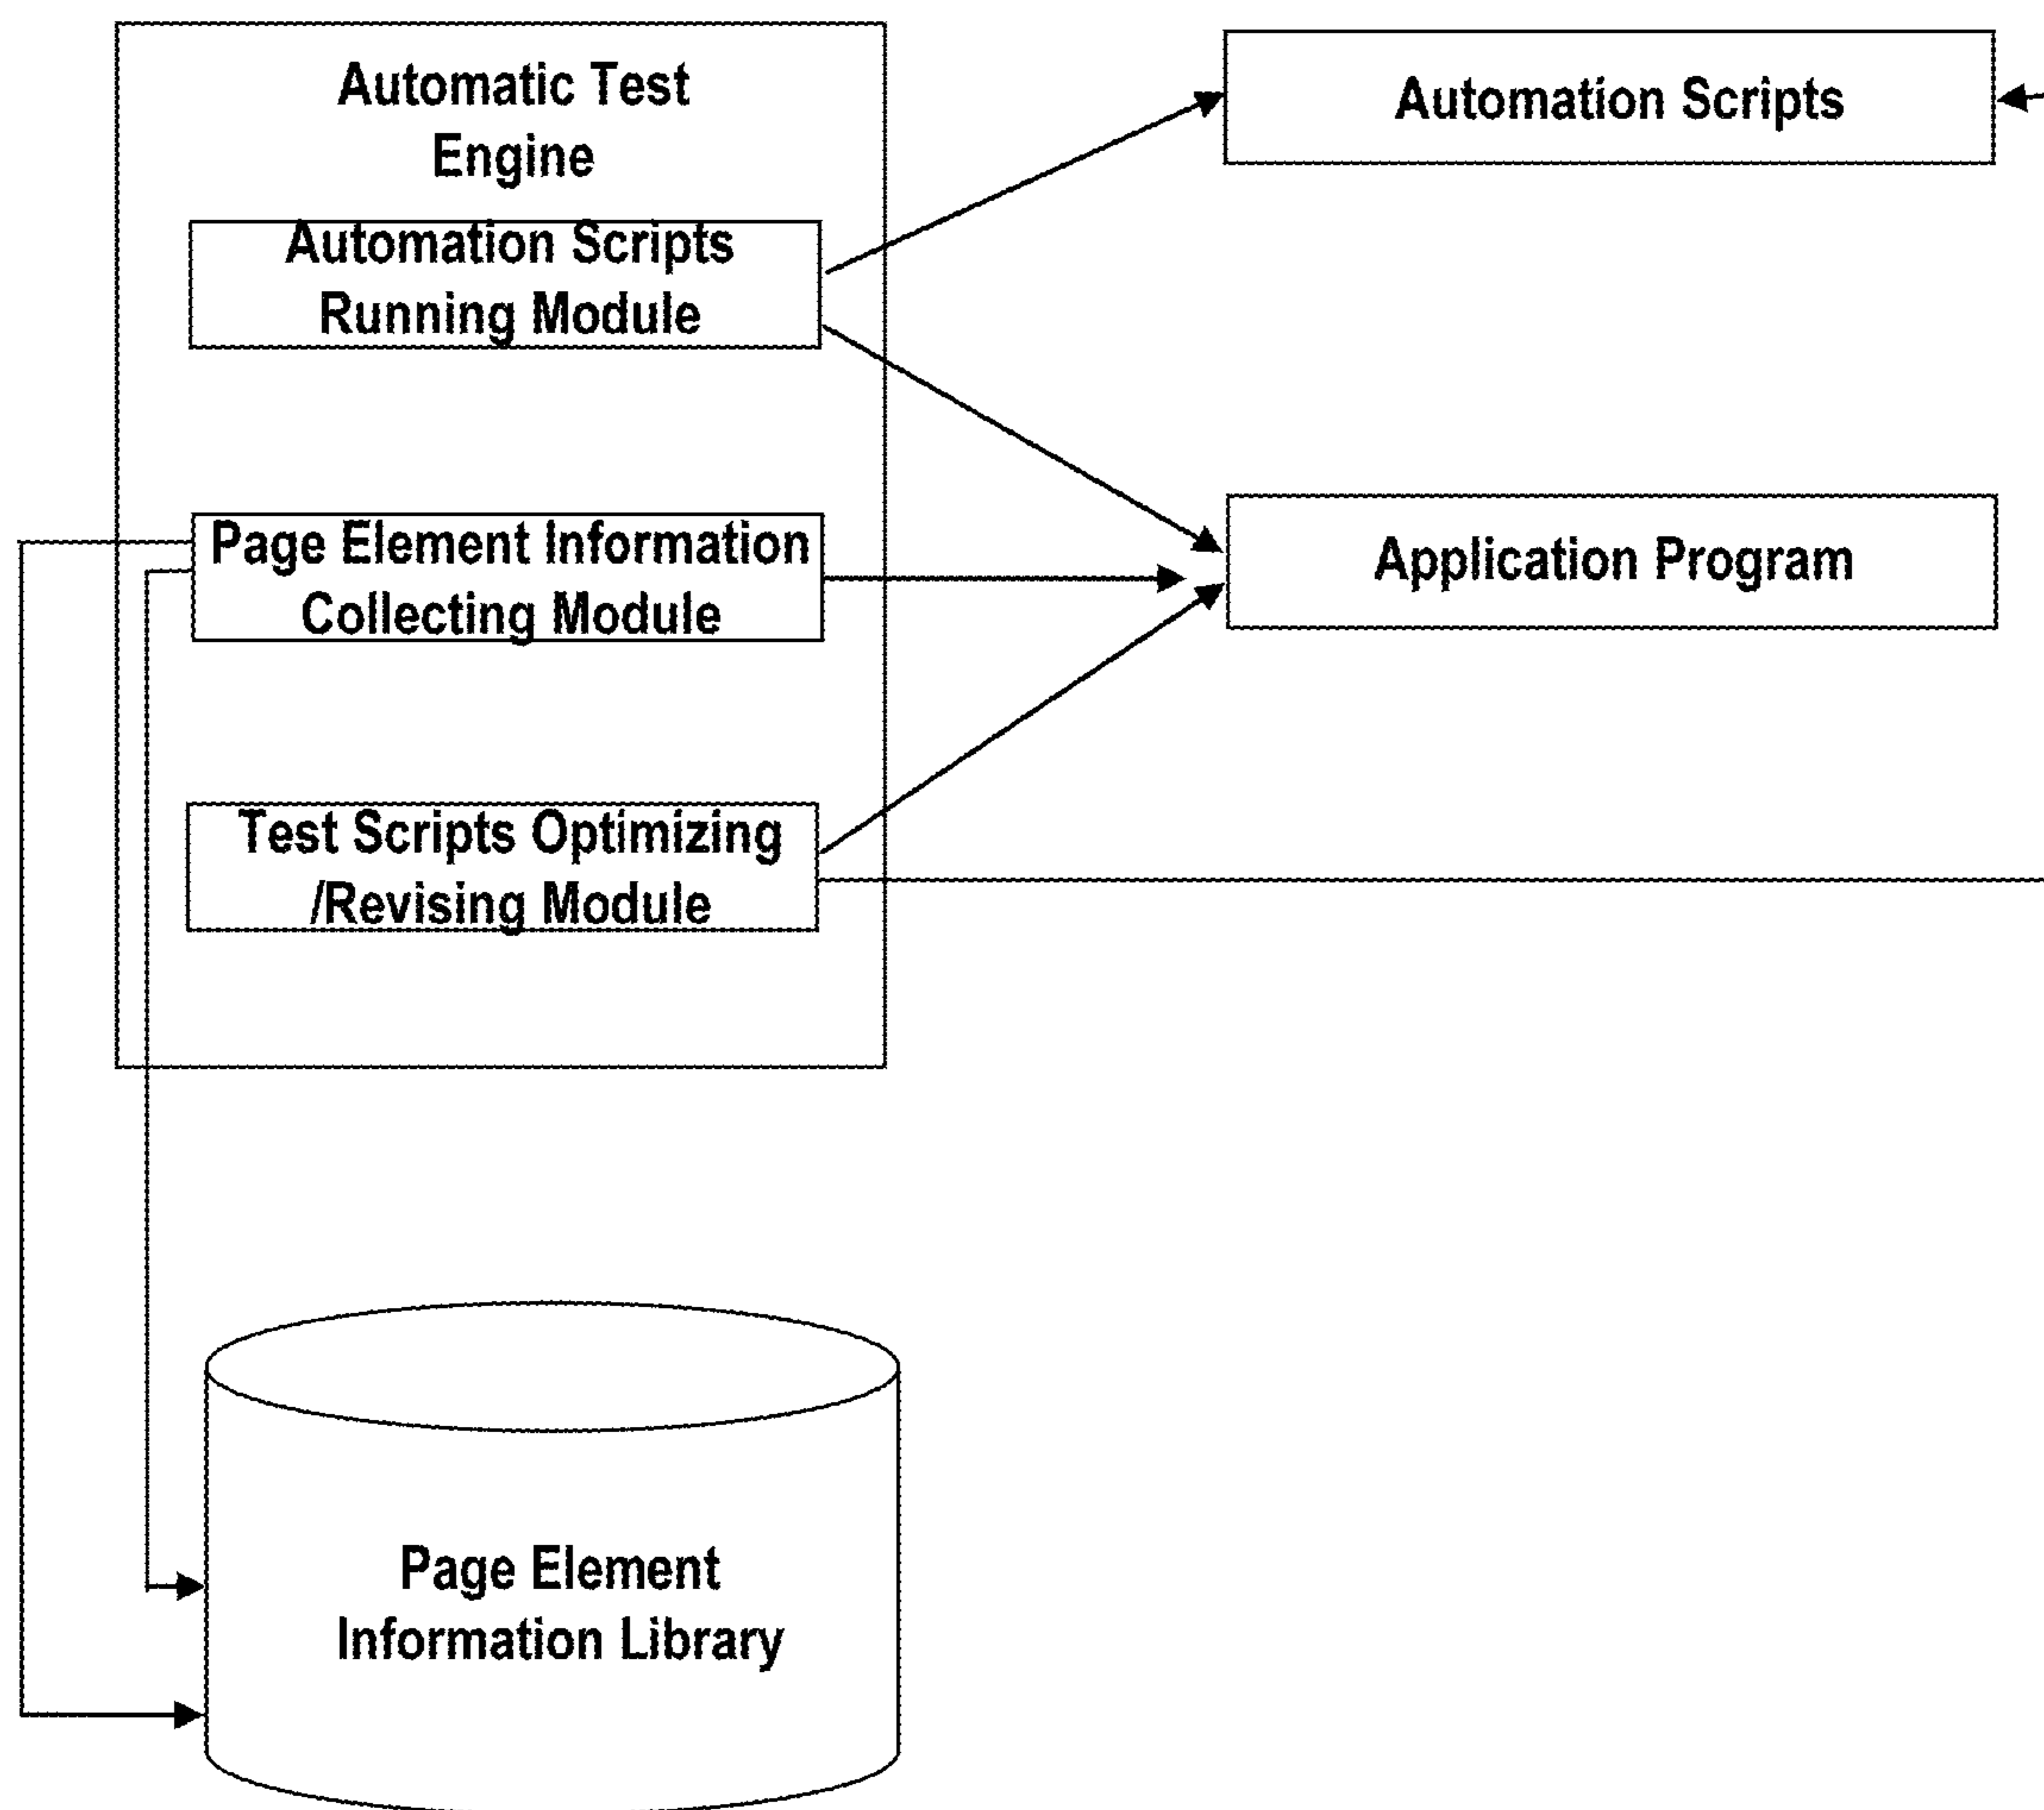 Automatic Test
Engine
Automation Scripts
Running Module
Page Element Information
Collecting Module
Test Scripts Optimizing
/Revising Module
Automation Scripts
Application Program
Page Element
Information Library